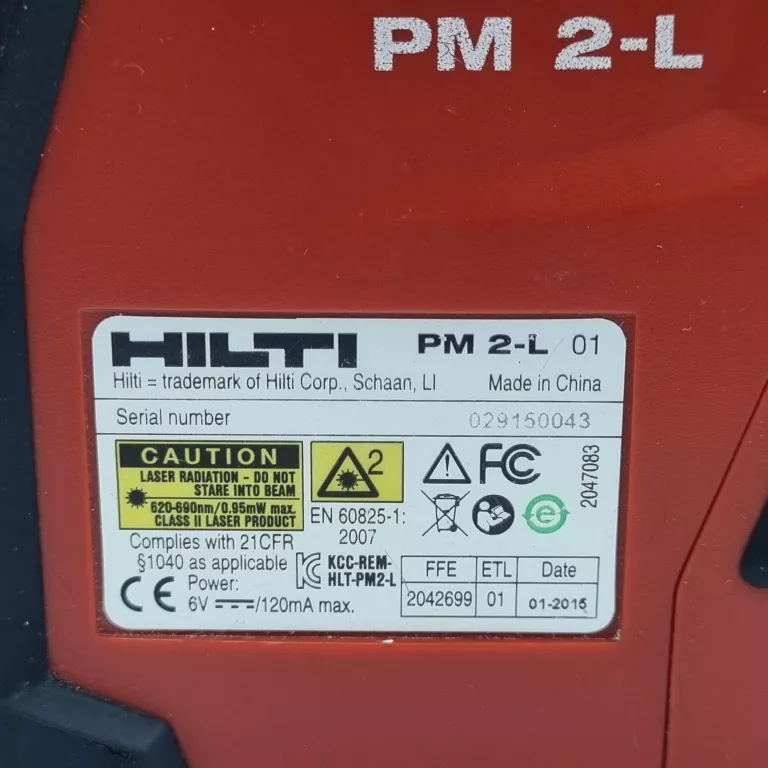 PM 2-L
HILTI PM 2-L 01
Hilti = trademark of Hilti Corp., Schaan, LI Made in China
Serial number 029150043
CAUTION
LASER RADIATION - DO NOT
STARE INTO BEAM
620-690nm/0.95mW max.
CLASS II LASER PRODUCT
2
FC
EN 60825-1:
2007
e
2047083
Complies with 21CFR
§1040 as applicable
KCC-REM-
HLT-PM2-L
CE
Power:
6V ⎓/120mA max.
FFE ETL Date
2042699 01 01-2015